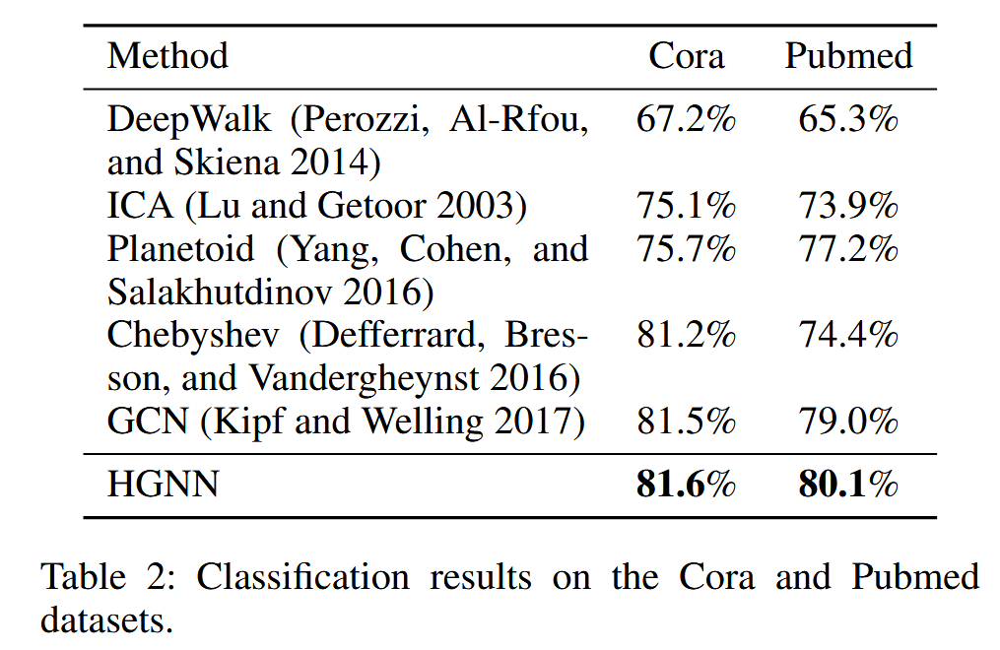 Method Cora Pubmed
DeepWalk (Perozzi, Al-Rfou, 67.2% 65.3%
and Skiena 2014)
ICA (Lu and Getoor 2003) 75.1% 73.9%
Planetoid (Yang, Cohen, and 75.7% 77.2%
Salakhutdinov 2016)
Chebyshev (Defferrard, Bres- 81.2% 74.4%
son, and Vandergheynst 2016)
GCN (Kipf and Welling 2017) 81.5% 79.0%
HGNN 81.6% 80.1%
Table 2: Classification results on the Cora and Pubmed
datasets.